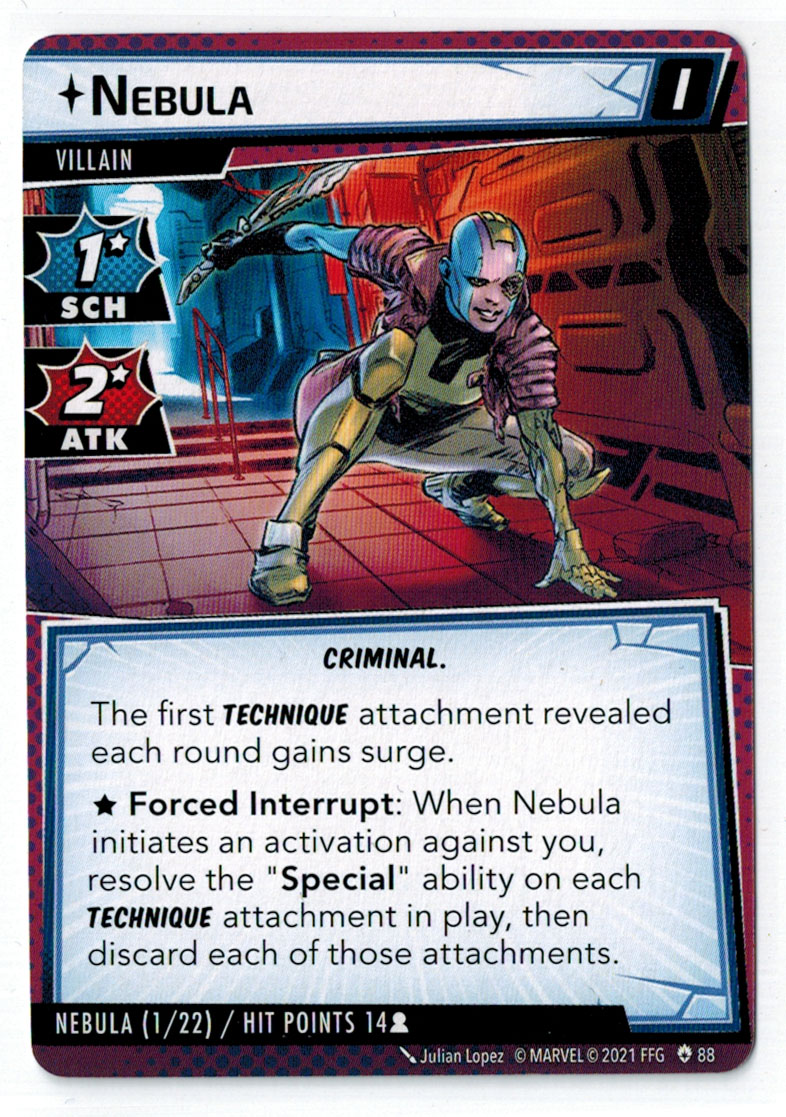 NEBULA
I
VILLAIN
1★
SCH
2★
ATK
CRIMINAL.
The first TECHNIQUE attachment revealed
each round gains surge.
★ Forced Interrupt: When Nebula
initiates an activation against you,
resolve the "Special" ability on each
TECHNIQUE attachment in play, then
discard each of those attachments.
NEBULA (1/22) / HIT POINTS 14
Julian Lopez © MARVEL © 2021 FFG 88